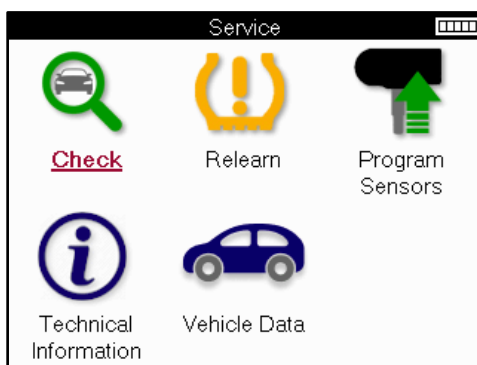 Service
Check
Relearn
Program
Sensors
Technical
Information
Vehicle Data